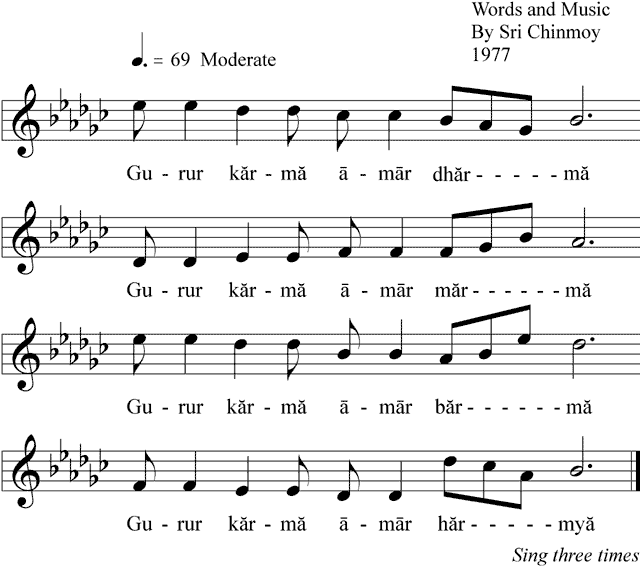 Words and Music
By Sri Chinmoy
1977
♩. = 69 Moderate
Gu - rur kăr - mă ā - mār dhăr - - - - - mă
Gu - rur kăr - mă ā - mār măr - - - - - - mă
Gu - rur kăr - mă ā - mār băr - - - - - - mă
Gu - rur kăr - mă ā - mār hăr - - - - - myă
Sing three times